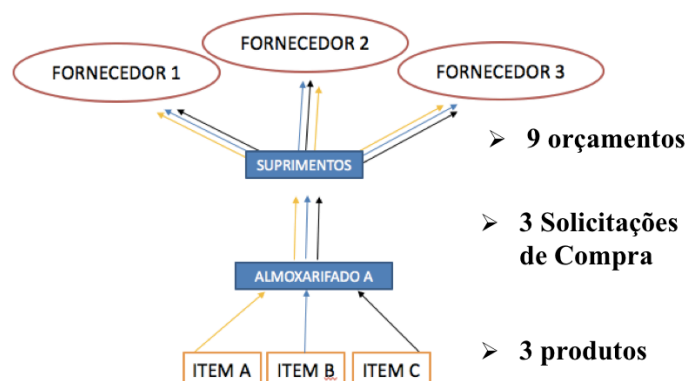 FORNECEDOR 1
FORNECEDOR 2
FORNECEDOR 3
➢ 9 orçamentos
SUPRIMENTOS
➢ 3 Solicitações
de Compra
ALMOXARIFADO A
➢ 3 produtos
ITEM A
ITEM B
ITEM C